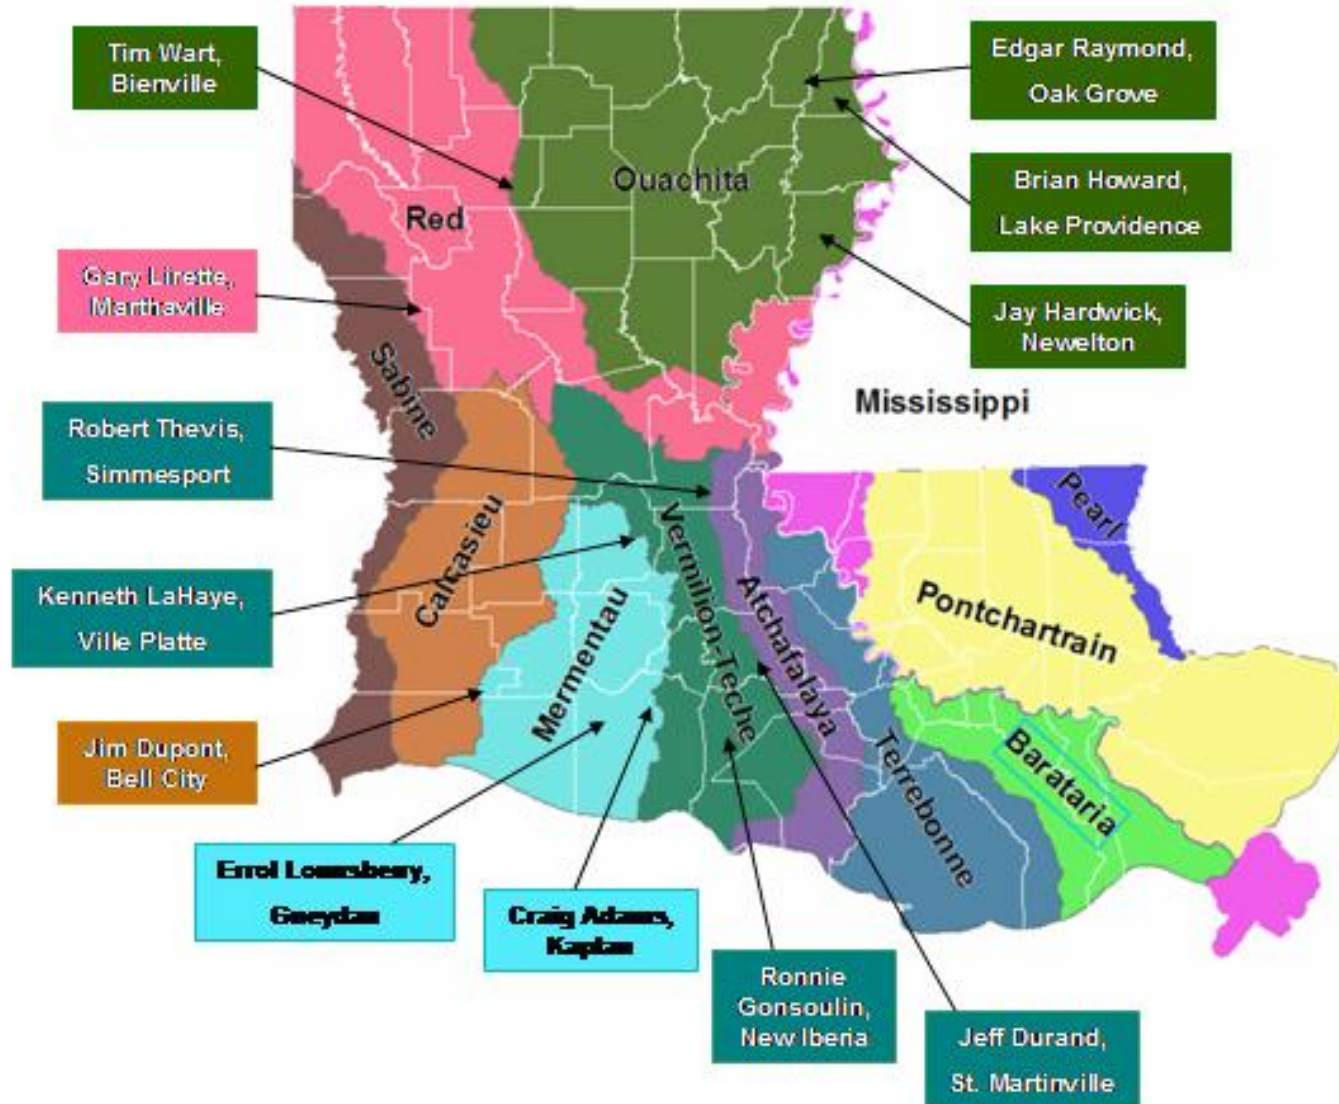 Tim Wart,
Bienville
Edgar Raymond,
Oak Grove
Ouachita
Brian Howard,
Lake Providence
Red
Gary Lirette,
Marthaville
Jay Hardwick,
Newelton
Sabine
Mississippi
Robert Thevis,
Simmesport
Pearl
Calcasieu
Vermilion-Teche
Atchafalaya
Pontchartrain
Kenneth LaHaye,
Ville Platte
Mermentau
Jim Dupont,
Bell City
Terrebonne
Barataria
Errol Lounsberry,
Gueydan
Craig Adams,
Kaplan
Ronnie
Gonsoulin,
New Iberia
Jeff Durand,
St. Martinville